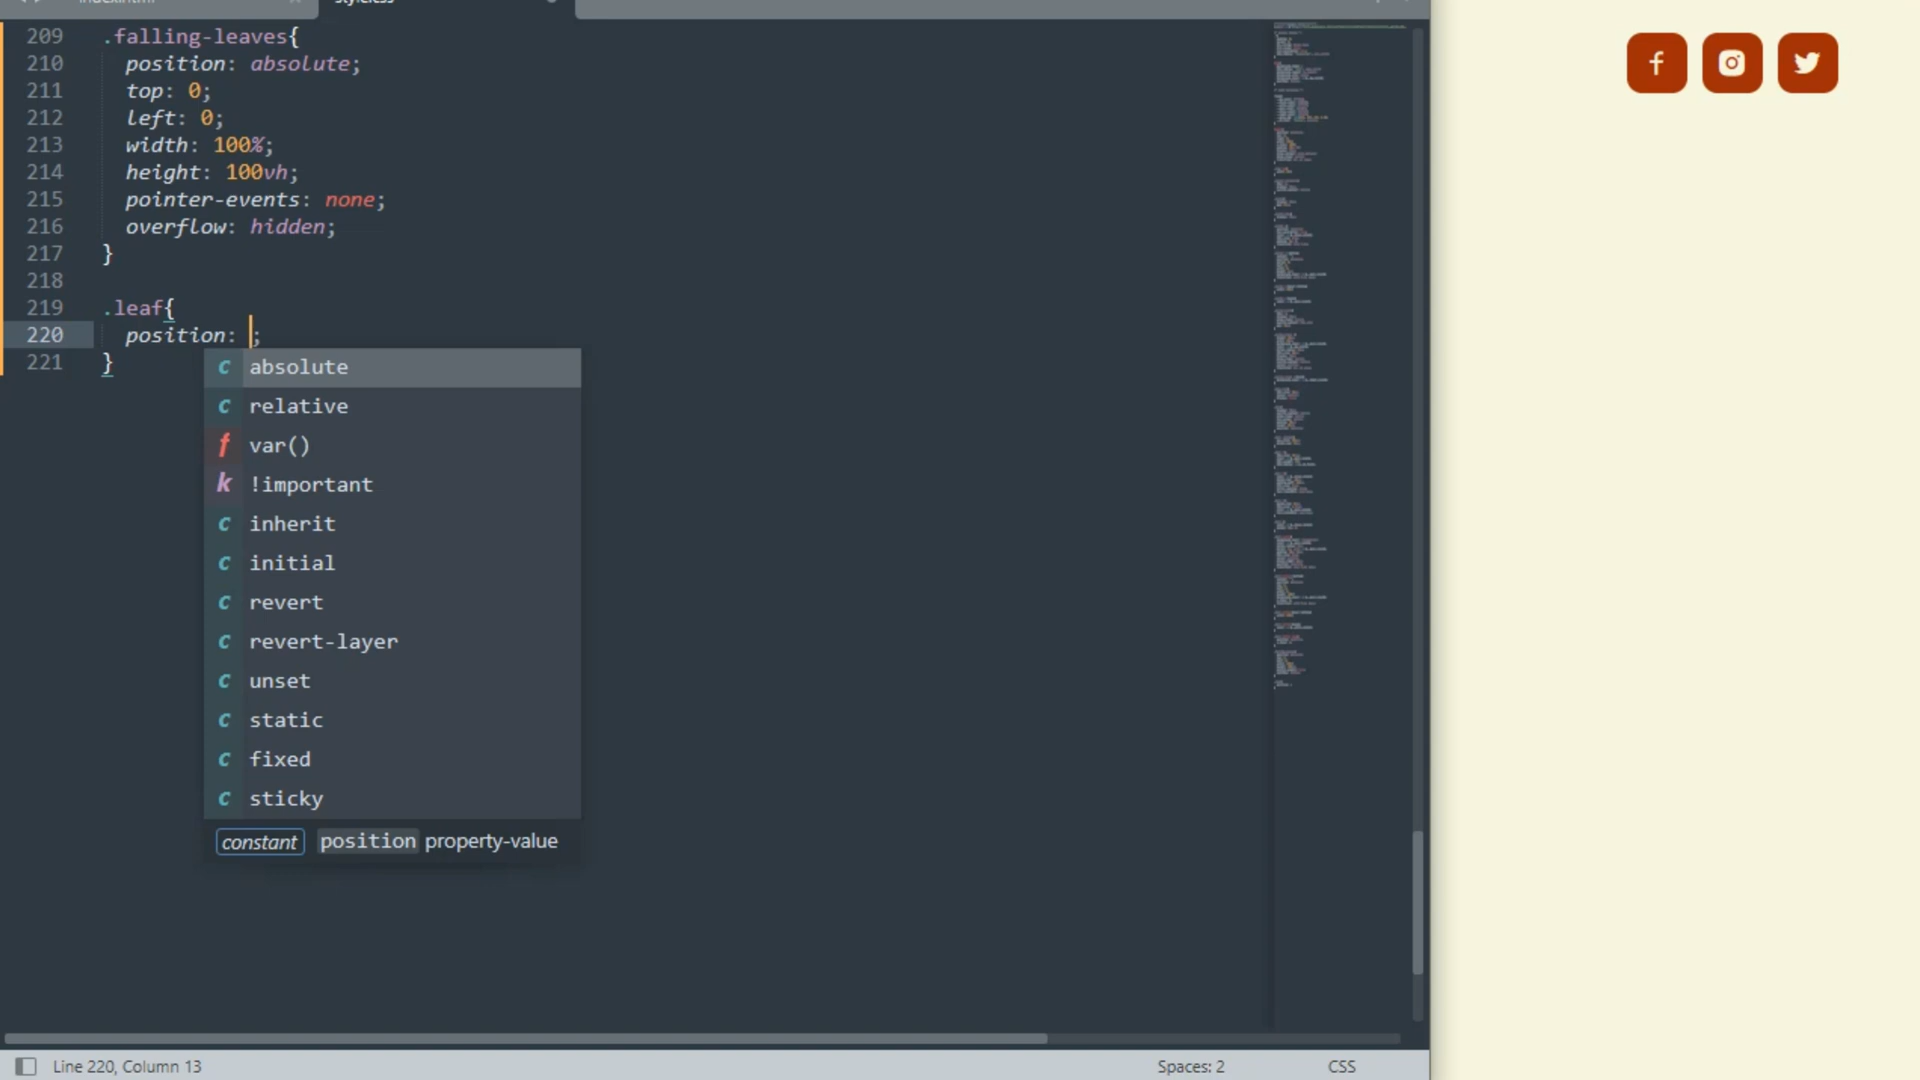 209 .falling-leaves{
210 position: absolute;
211 top: 0;
212 left: 0;
213 width: 100%;
214 height: 100vh;
215 pointer-events: none;
216 overflow: hidden;
217 }
218
219 .leaf{
220 position: ;
221 }
c absolute
c relative
f var()
k !important
c inherit
c initial
c revert
c revert-layer
c unset
c static
c fixed
c sticky
constant position property-value
Line 220, Column 13 Spaces: 2 CSS